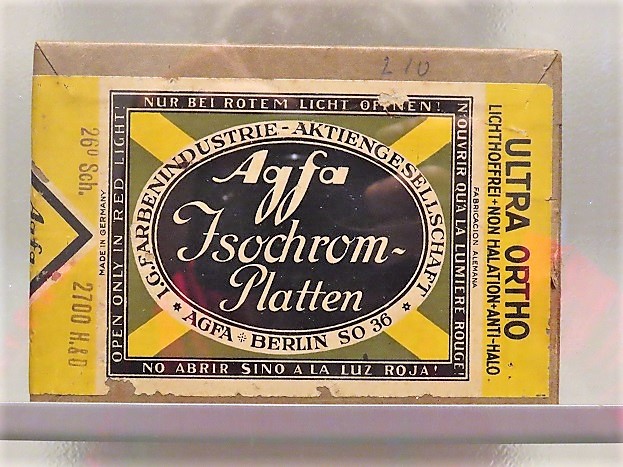 210
NUR BEI ROTEM LICHT OFFNEN!
N'OUVRIR QU'A LA LUMIERE ROUGE!
NO ABRIR SINO A LA LUZ ROJA!
OPEN ONLY IN RED LIGHT!
MADE IN GERMANY
FABRICACION ALEMANA
I.G. FARBENINDUSTRIE - AKTIENGESELLSCHAFT
Agfa
Isochrom-
Platten
* AGFA * BERLIN SO 36 *
26° Sch.
2700 H.&D
Agfa
ULTRA ORTHO
LICHTHOFFREI+NON HALATION+ANTI-HALO